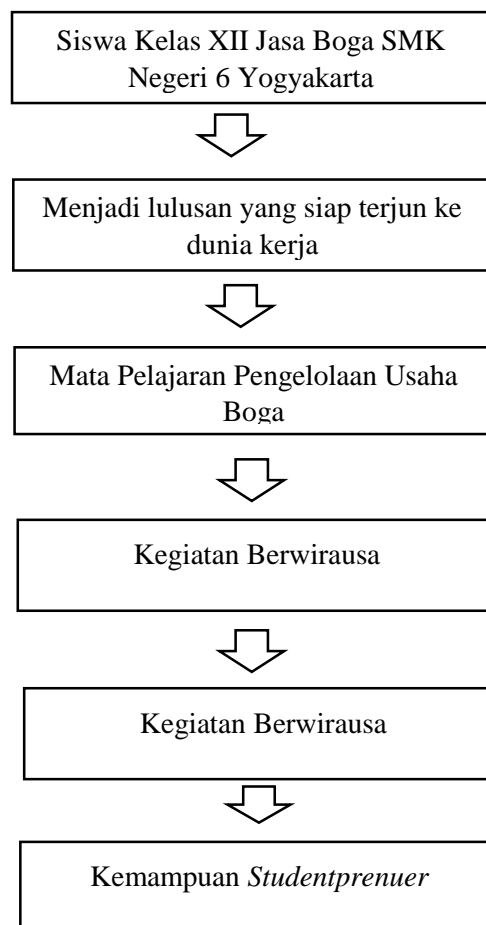 Siswa Kelas XII Jasa Boga SMK
Negeri 6 Yogyakarta
Menjadi lulusan yang siap terjun ke
dunia kerja
Mata Pelajaran Pengelolaan Usaha
Boga
Kegiatan Berwirausa
Kegiatan Berwirausa
Kemampuan Studentprenuer